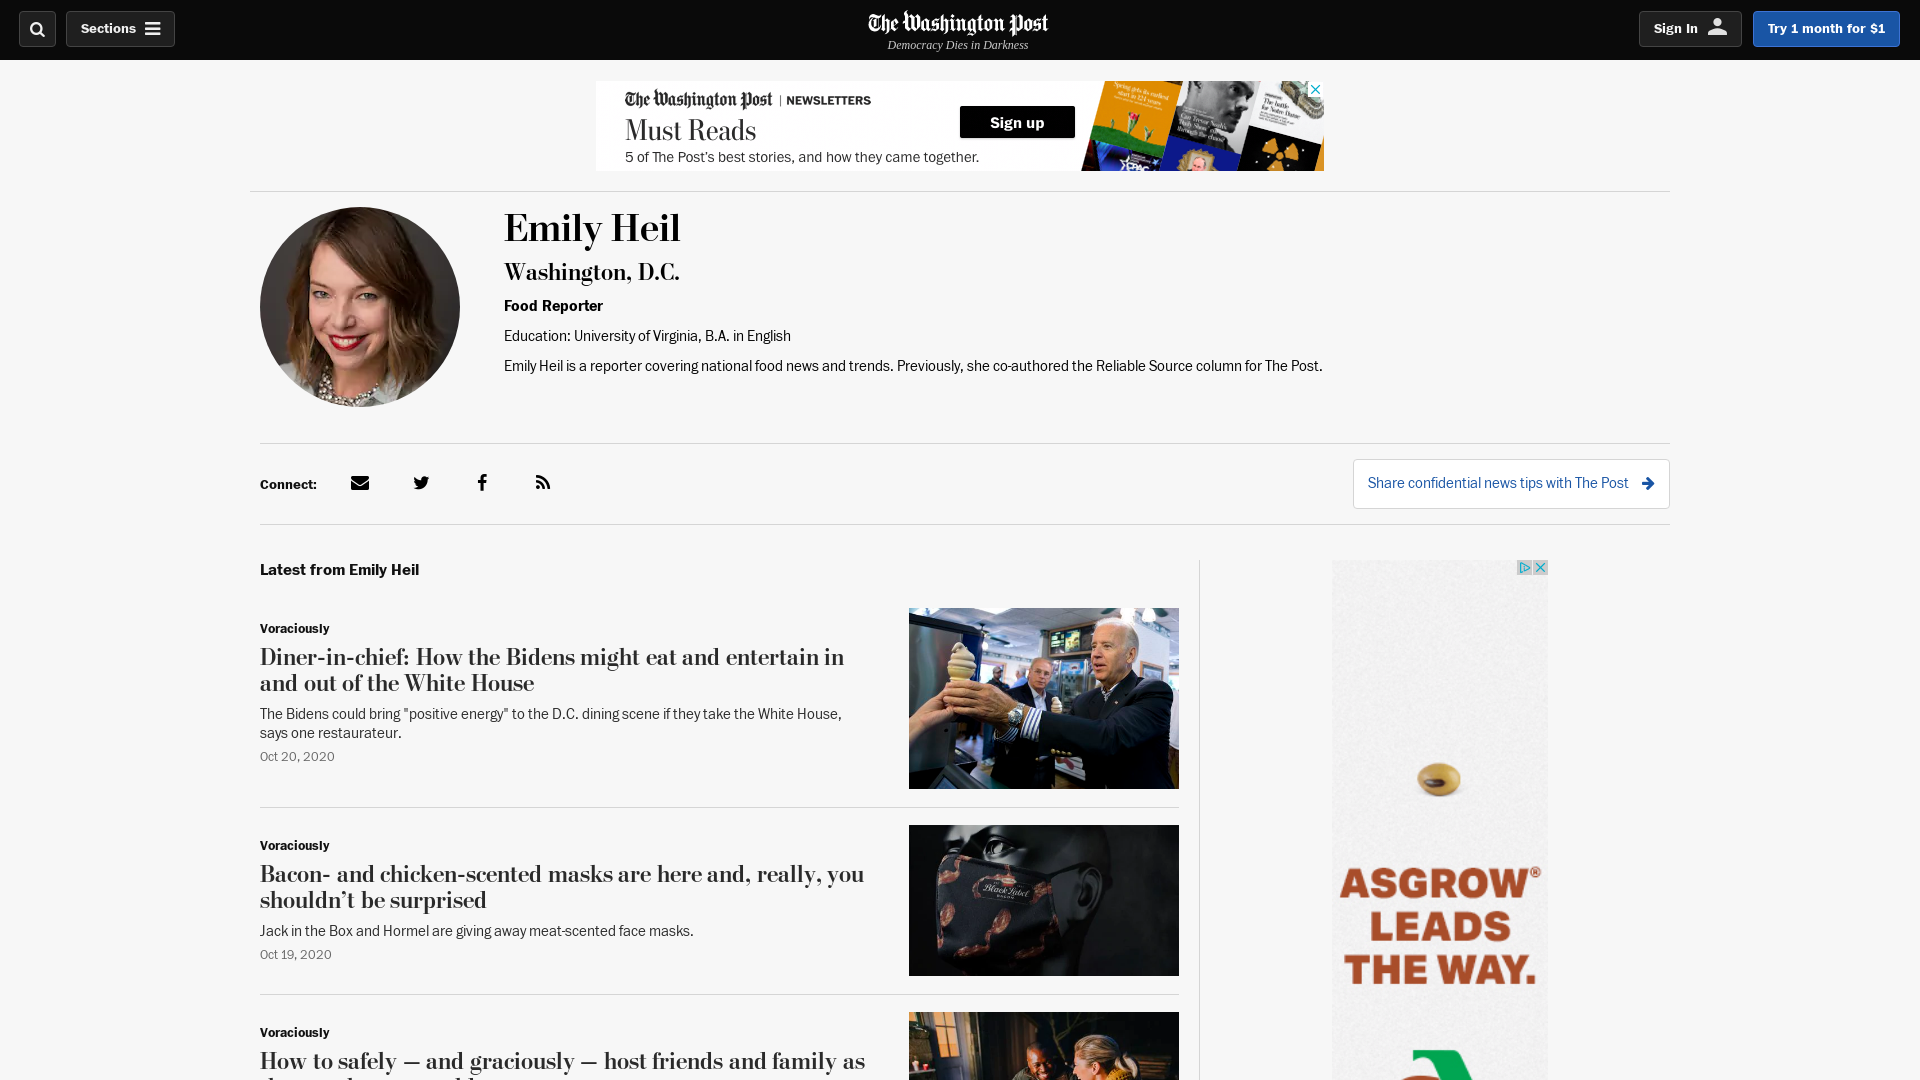 Sections
The Washington Post
Democracy Dies in Darkness
Sign In
Try 1 month for $1
The Washington Post | NEWSLETTERS
Must Reads
5 of The Post's best stories, and how they came together.
Sign up
Emily Heil
Washington, D.C.
Food Reporter
Education: University of Virginia, B.A. in English
Emily Heil is a reporter covering national food news and trends. Previously, she co-authored the Reliable Source column for The Post.
Connect:
Share confidential news tips with The Post
Latest from Emily Heil
Voraciously
Diner-in-chief: How the Bidens might eat and entertain in
and out of the White House
The Bidens could bring "positive energy" to the D.C. dining scene if they take the White House,
says one restaurateur.
Oct 20, 2020
Voraciously
Bacon- and chicken-scented masks are here and, really, you
shouldn’t be surprised
Jack in the Box and Hormel are giving away meat-scented face masks.
Oct 19, 2020
Black Label
BACON
Voraciously
How to safely — and graciously — host friends and family as
ASGROW®
LEADS
THE WAY.